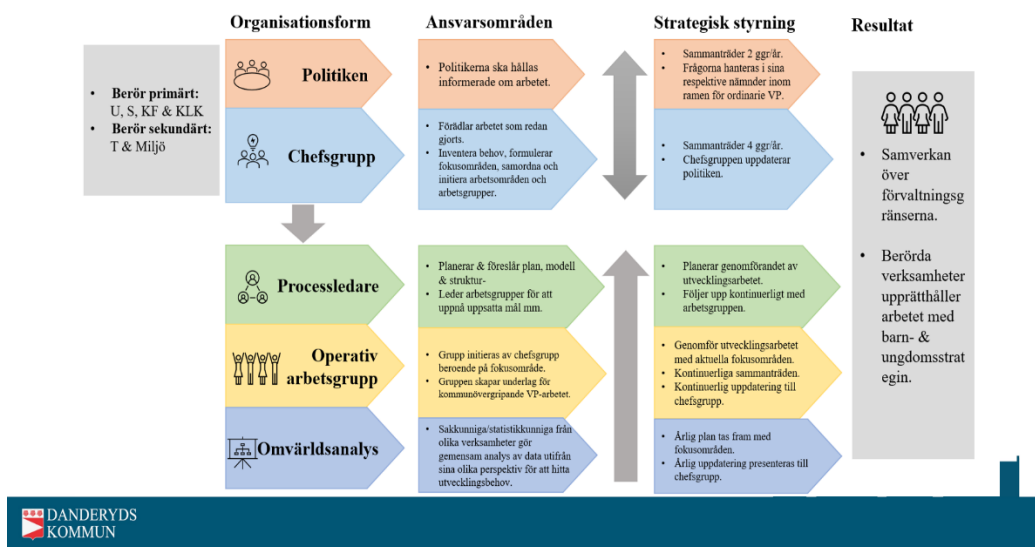 Organisationsform
Ansvarsområden
Strategisk styrning
Resultat
• Berör primärt:
U, S, KF & KLK
• Berör sekundärt:
T & Miljö
Politiken
• Politikerna ska hållas
informerade om arbetet.
• Sammanträder 2 ggr/år.
• Frågorna hanteras i sina
respektive nämnder inom
ramen för ordinarie VP.
Chefsgrupp
• Förädlar arbetet som redan
gjorts.
• Inventera behov, formulerar
fokusområden, samordna och
initiera arbetsområden och
arbetsgrupper.
• Sammanträder 4 ggr/år.
• Chefsgruppen uppdaterar
politiken.
Processledare
• Planerar & föreslår plan, modell
& struktur-
• Leder arbetsgrupper för att
uppnå uppsatta mål mm.
• Planerar genomförandet av
utvecklingsarbetet.
• Följer upp kontinuerligt med
arbetsgruppen.
Operativ
arbetsgrupp
• Grupp initieras av chefsgrupp
beroende på fokusområde.
• Gruppen skapar underlag för
kommunövergripande VP-arbetet.
• Genomför utvecklingsarbetet
med aktuella fokusområden.
• Kontinuerliga sammanträden.
• Kontinuerlig uppdatering till
chefsgrupp.
Omvärldsanalys
• Sakkunniga/statistikkunniga från
olika verksamheter gör
gemensam analys av data utifrån
sina olika perspektiv för att hitta
utvecklingsbehov.
• Årlig plan tas fram med
fokusområden.
• Årlig uppdatering presenteras till
chefsgrupp.
• Samverkan
över
förvaltningsg
ränserna.
• Berörda
verksamheter
upprätthåller
arbetet med
barn- &
ungdomsstrat
egin.
DANDERYDS
KOMMUN